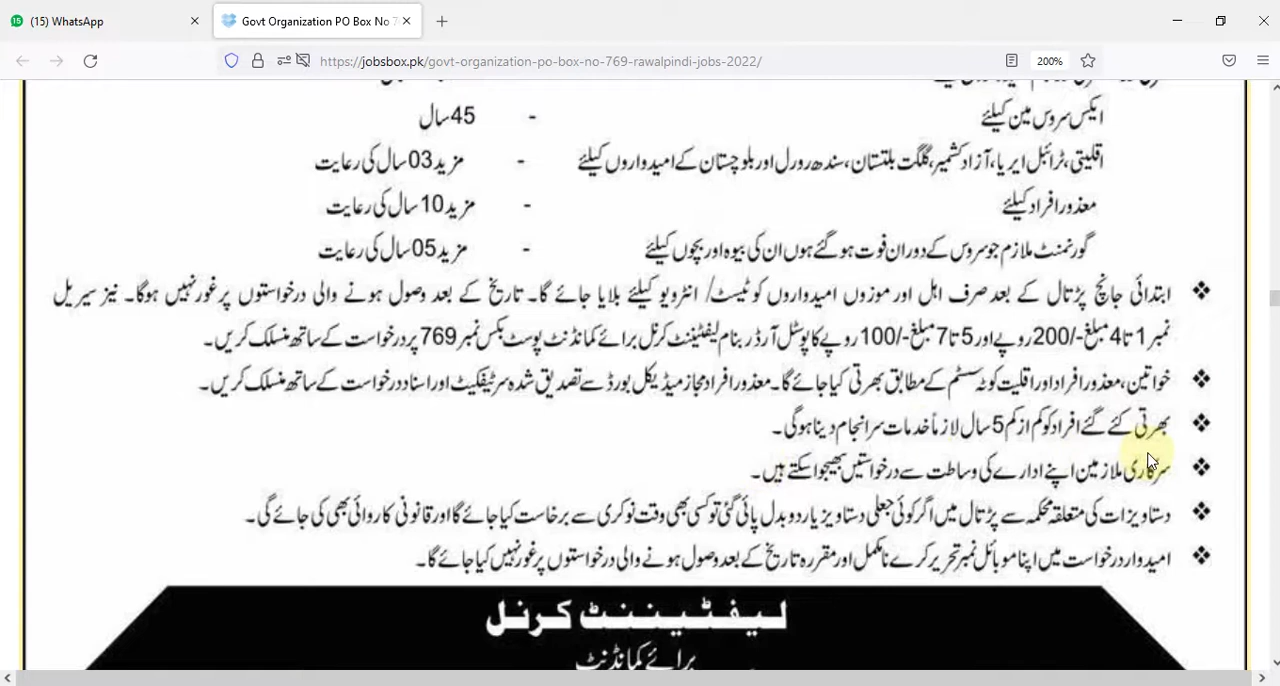 (15) WhatsApp
Govt Organization PO Box No 7
https://jobsbox.pk/govt-organization-po-box-no-769-rawalpindi-jobs-2022/
200%
ایکس سروس مین کیلئے - 45 سال
اقلیتی، ٹرائبل ایریا، آزاد کشمیر، گلگت بلتستان، سندھ رورل اور بلوچستان کے امیدواروں کیلئے - مزید 03 سال کی رعایت
معذور افراد کیلئے - مزید 10 سال کی رعایت
گورنمنٹ ملازم جو سروس کے دوران فوت ہو گئے ہوں ان کی بیوہ اور بچوں کیلئے - مزید 05 سال کی رعایت
❖ ابتدائی جانچ پڑتال کے بعد صرف اہل اور موزوں امیدواروں کو ٹیسٹ/ انٹرویو کیلئے بلایا جائے گا۔ تاریخ کے بعد وصول ہونے والی درخواستوں پر غور نہیں ہوگا۔ نیز سیریل
نمبر 1 تا 4 مبلغ -/200 روپے اور 5 تا 7 مبلغ -/100 روپے کا پوسٹل آرڈر بنام لیفٹیننٹ کرنل برائے کمانڈنٹ پوسٹ بکس نمبر 769 پر درخواست کے ساتھ منسلک کریں۔
❖ خواتین، معذور افراد اور اقلیت کوٹہ سسٹم کے مطابق بھرتی کیا جائے گا۔ معذور افراد مجاز میڈیکل بورڈ سے تصدیق شدہ سرٹیفکیٹ اور اسناد درخواست کے ساتھ منسلک کریں۔
❖ بھرتی کئے گئے افراد کو کم از کم 5 سال لازماً خدمات سرانجام دینا ہوگی۔
❖ سرکاری ملازمین اپنے ادارے کی وساطت سے درخواستیں بھیجوا سکتے ہیں۔
❖ دستاویزات کی متعلقہ محکمہ سے پڑتال میں اگر کوئی جعلی دستاویز یا ردوبدل پائی گئی تو کسی بھی وقت نوکری سے برخاست کیا جائے گا اور قانونی کاروائی بھی کی جائے گی۔
❖ امیدوار درخواست میں اپنا موبائل نمبر تحریر کرے نامکمل اور مقررہ تاریخ کے بعد وصول ہونے والی درخواستوں پر غور نہیں کیا جائے گا۔
لیفٹیننٹ کرنل
برائے کمانڈنٹ